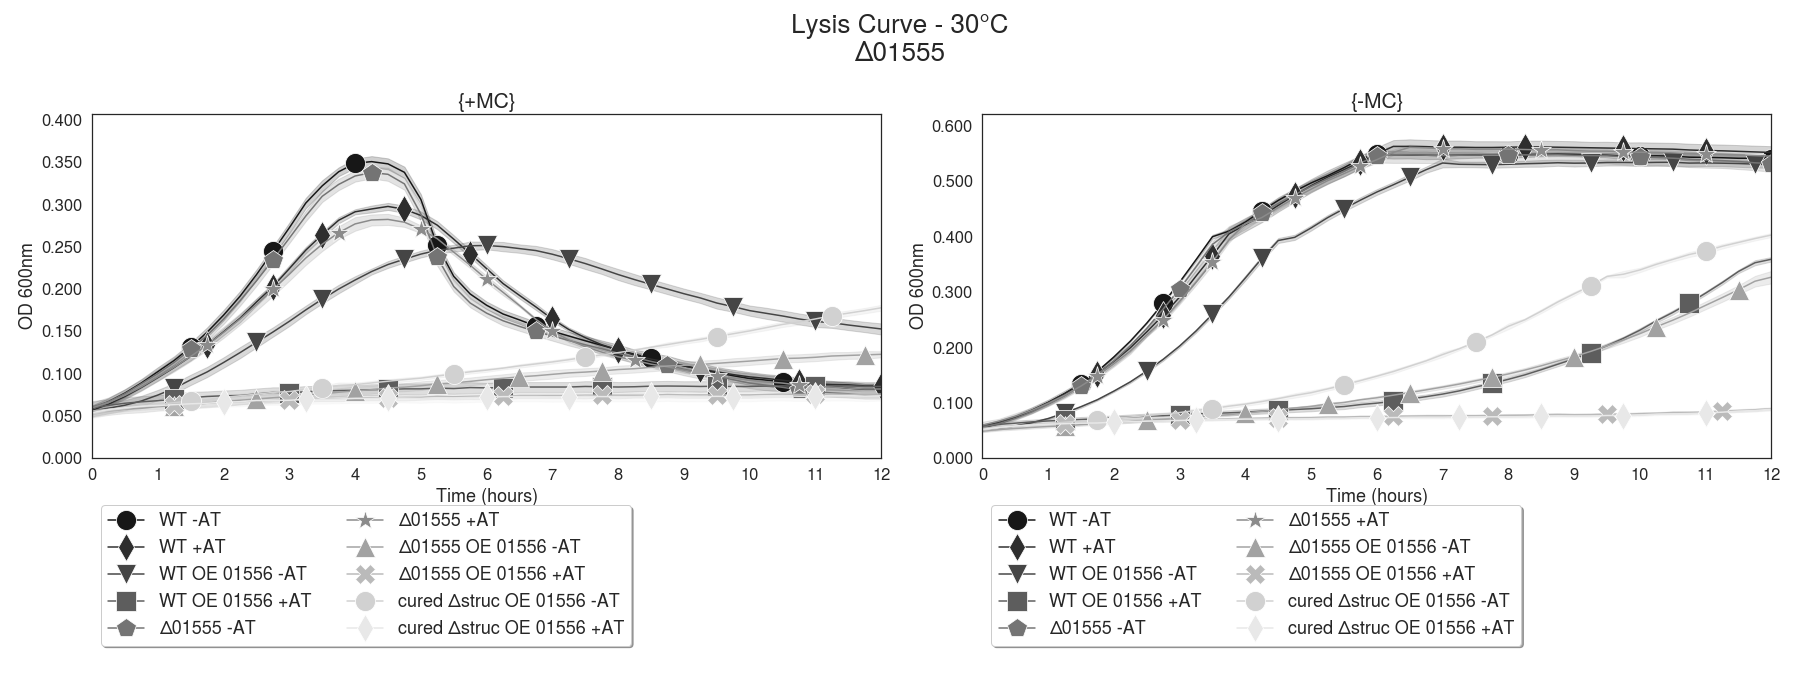 Lysis Curve - 30°C
Δ01555
{+MC}
0.400
0.350
0.300
0.250
0.200
0.150
0.100
0.050
0.000
OD 600nm
0 1 2 3 4 5 6 7 8 9 10 11 12
Time (hours)
WT -AT
WT +AT
WT OE 01556 -AT
WT OE 01556 +AT
Δ01555 -AT
Δ01555 +AT
Δ01555 OE 01556 -AT
Δ01555 OE 01556 +AT
cured Δstruc OE 01556 -AT
cured Δstruc OE 01556 +AT
{-MC}
0.600
0.500
0.400
0.300
0.200
0.100
0.000
OD 600nm
0 1 2 3 4 5 6 7 8 9 10 11 12
Time (hours)
WT -AT
WT +AT
WT OE 01556 -AT
WT OE 01556 +AT
Δ01555 -AT
Δ01555 +AT
Δ01555 OE 01556 -AT
Δ01555 OE 01556 +AT
cured Δstruc OE 01556 -AT
cured Δstruc OE 01556 +AT